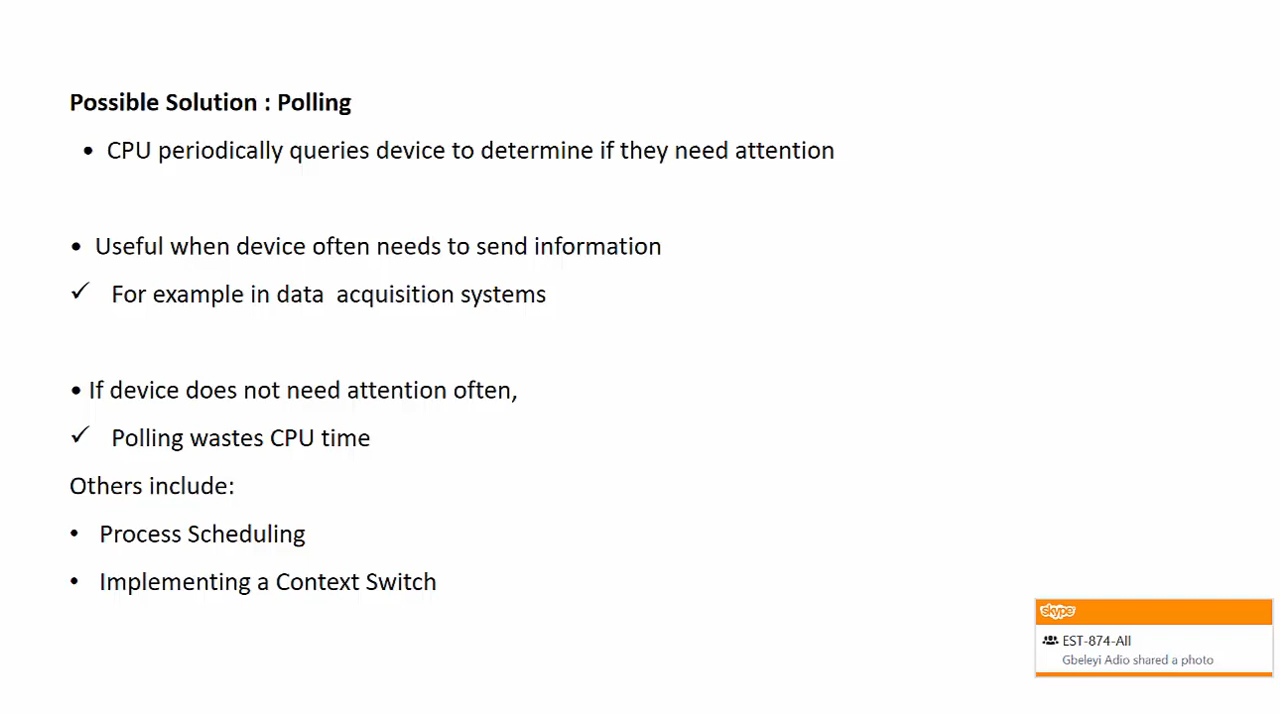 Possible Solution : Polling
• CPU periodically queries device to determine if they need attention
• Useful when device often needs to send information
✓ For example in data acquisition systems
• If device does not need attention often,
✓ Polling wastes CPU time
Others include:
• Process Scheduling
• Implementing a Context Switch
skype
EST-874-All
Gbeleyi Adio shared a photo